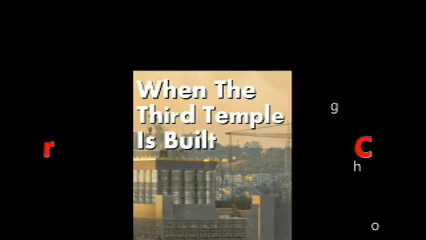 When The
Third Temple
Is Built
g
r
C
h
o